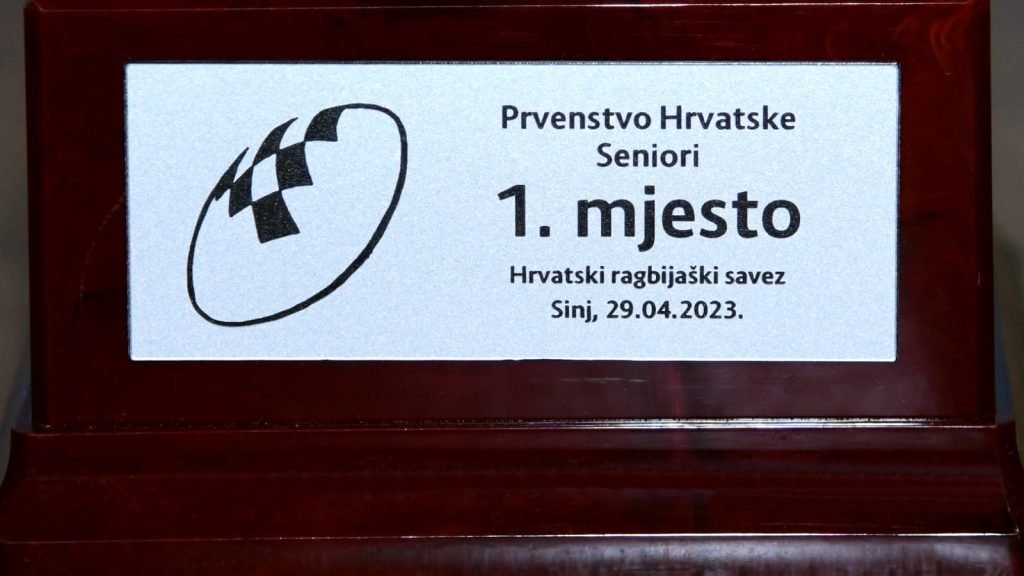 Prvenstvo Hrvatske
Seniori
1. mjesto
Hrvatski ragbijaški savez
Sinj, 29.04.2023.